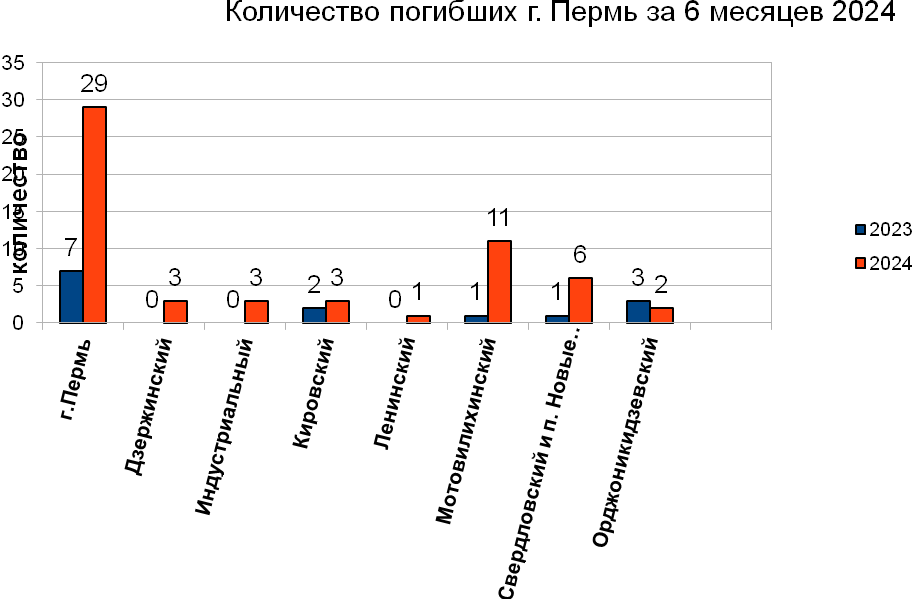 Количество погибших г. Пермь за 6 месяцев 2024
количество
35
30
25
20
15
10
5
0
7
29
0
3
0
3
2
3
0
1
1
11
1
6
3
2
г.Пермь
Дзержинский
Индустриальный
Кировский
Ленинский
Мотовилихинский
Свердловский и п. Новые..
Орджоникидзевский
2023
2024